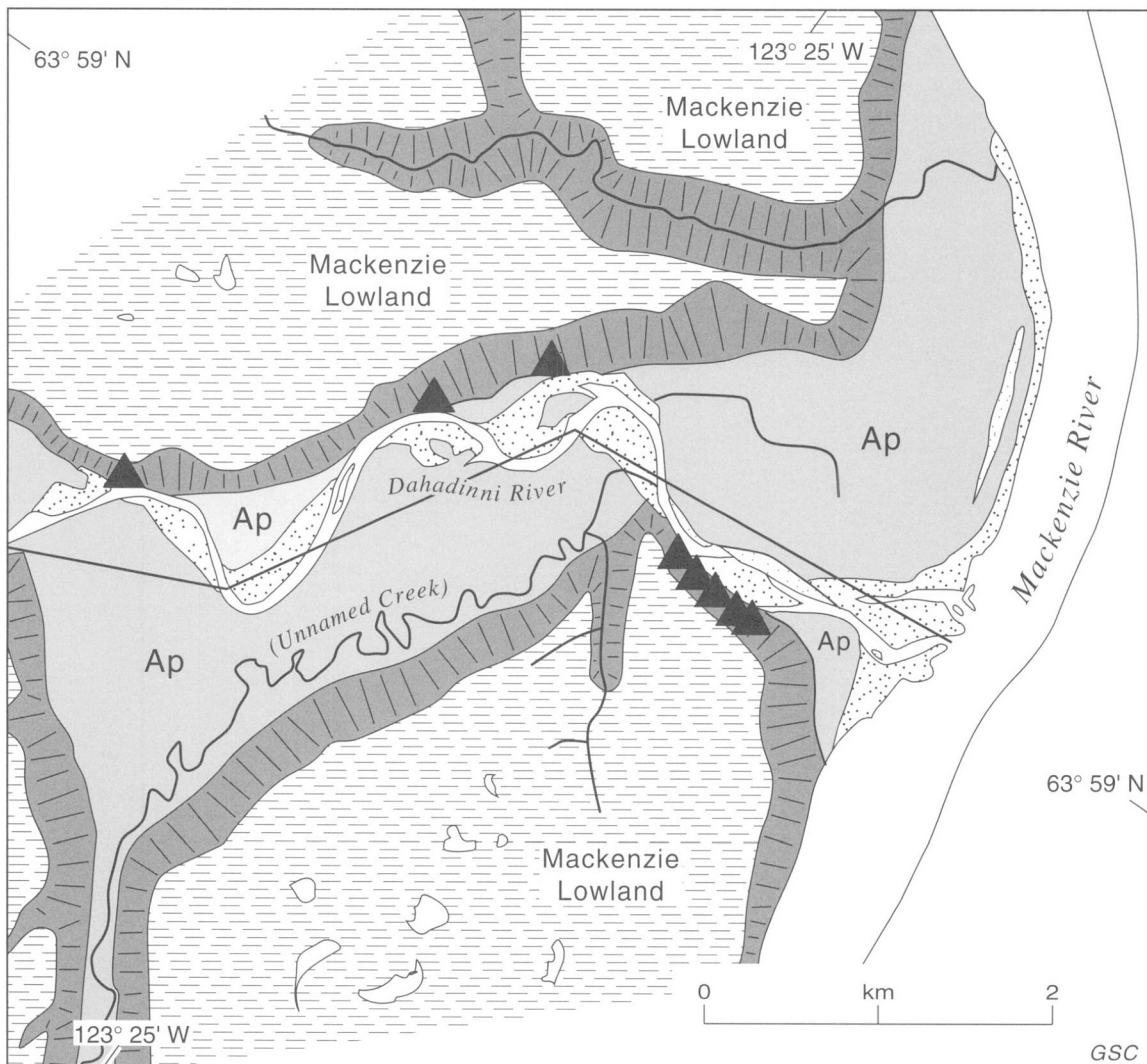 63° 59' N
123° 25' W
Mackenzie
Lowland
Mackenzie
Lowland
Ap
Dahadinni River
Ap
Mackenzie River
(Unnamed Creek)
Ap
Ap
63° 59' N
Mackenzie
Lowland
0 km 2
123° 25' W
GSC